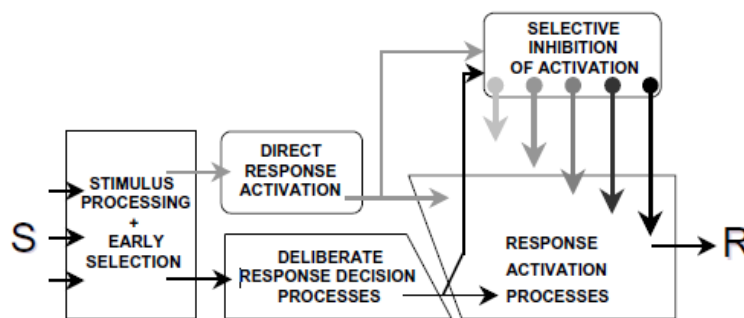 SELECTIVE
INHIBITION
OF ACTIVATION
DIRECT
RESPONSE
ACTIVATION
STIMULUS
PROCESSING
+
EARLY
SELECTION
S
DELIBERATE
RESPONSE DECISION
PROCESSES
RESPONSE
ACTIVATION
PROCESSES
R